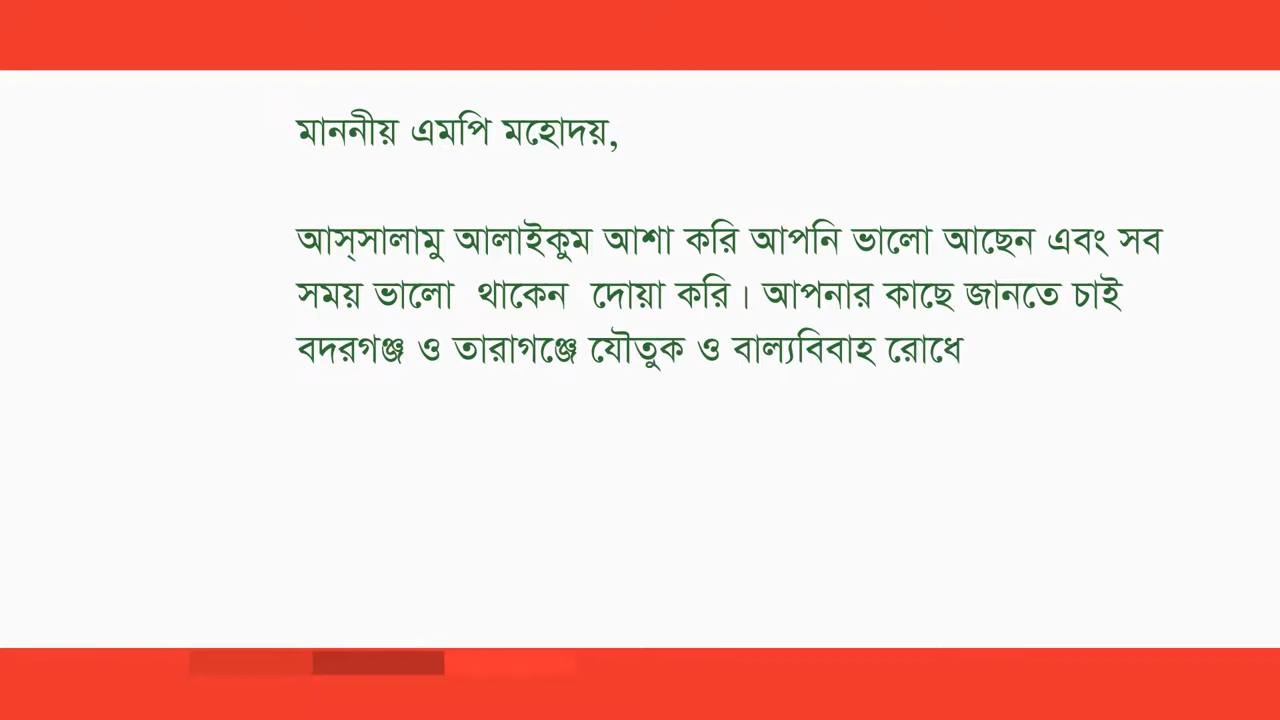 মাননীয় এমপি মহোদয়,
আস্‌সালামু আলাইকুম আশা করি আপনি ভালো আছেন এবং সব
সময় ভালো থাকেন দোয়া করি। আপনার কাছে জানতে চাই
বদরগঞ্জ ও তারাগঞ্জে যৌতুক ও বাল্যবিবাহ রোধে